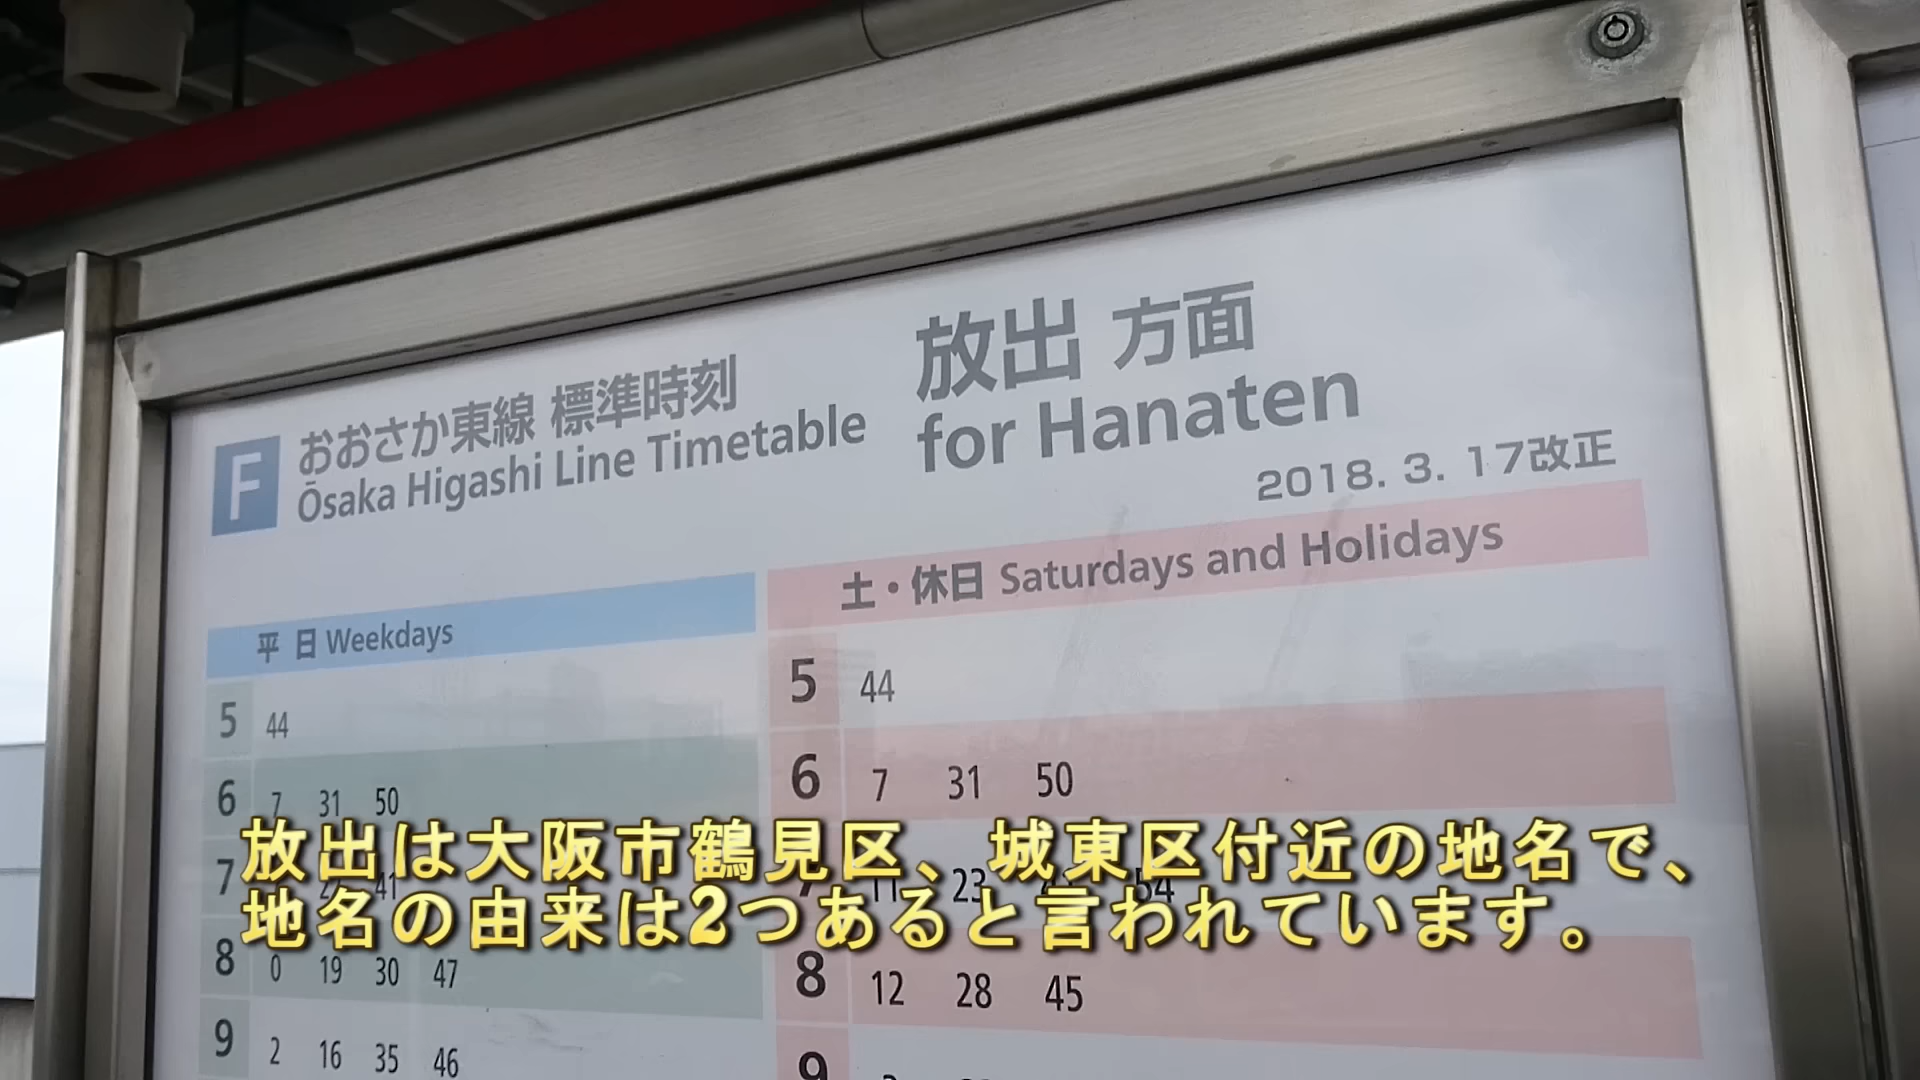 F おおさか東線 標準時刻
Ōsaka Higashi Line Timetable
放出 方面
for Hanaten
2018. 3. 17改正
平 日 Weekdays
5 44
6 7 31 50
7 41
8 0 19 30 47
9 2 16 35 46
土・休日 Saturdays and Holidays
5 44
6 7 31 50
7 11 23 54
8 12 28 45
9
放出は大阪市鶴見区、城東区付近の地名で、
地名の由来は2つあると言われています。